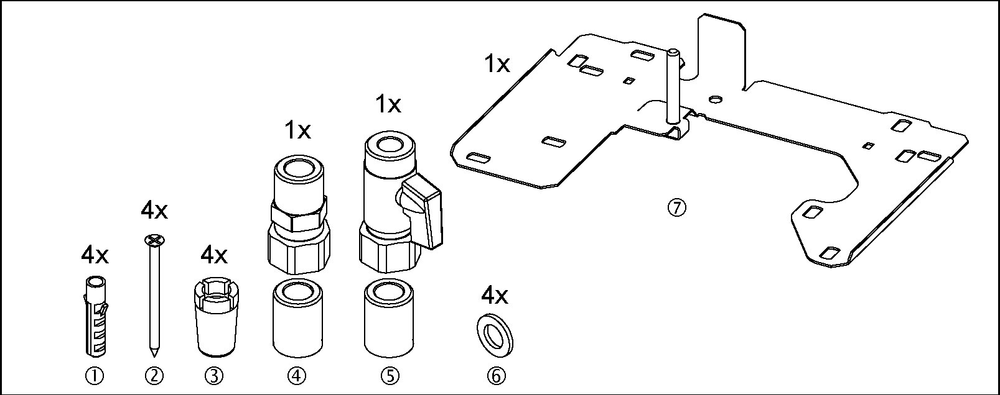 1x
1x
1x
4x
4x
4x
4x
①
②
③
④
⑤
⑥
⑦